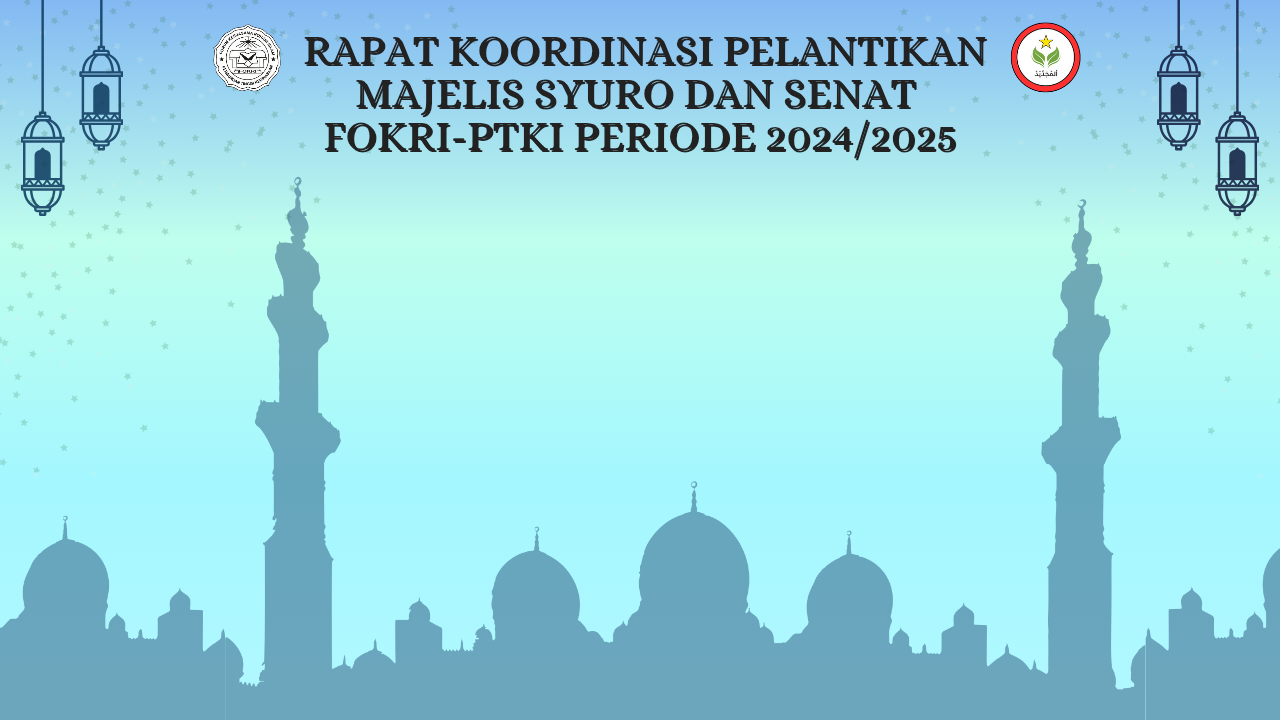 RAPAT KOORDINASI PELANTIKAN
MAJELIS SYURO DAN SENAT
FOKRI-PTKI PERIODE 2024/2025